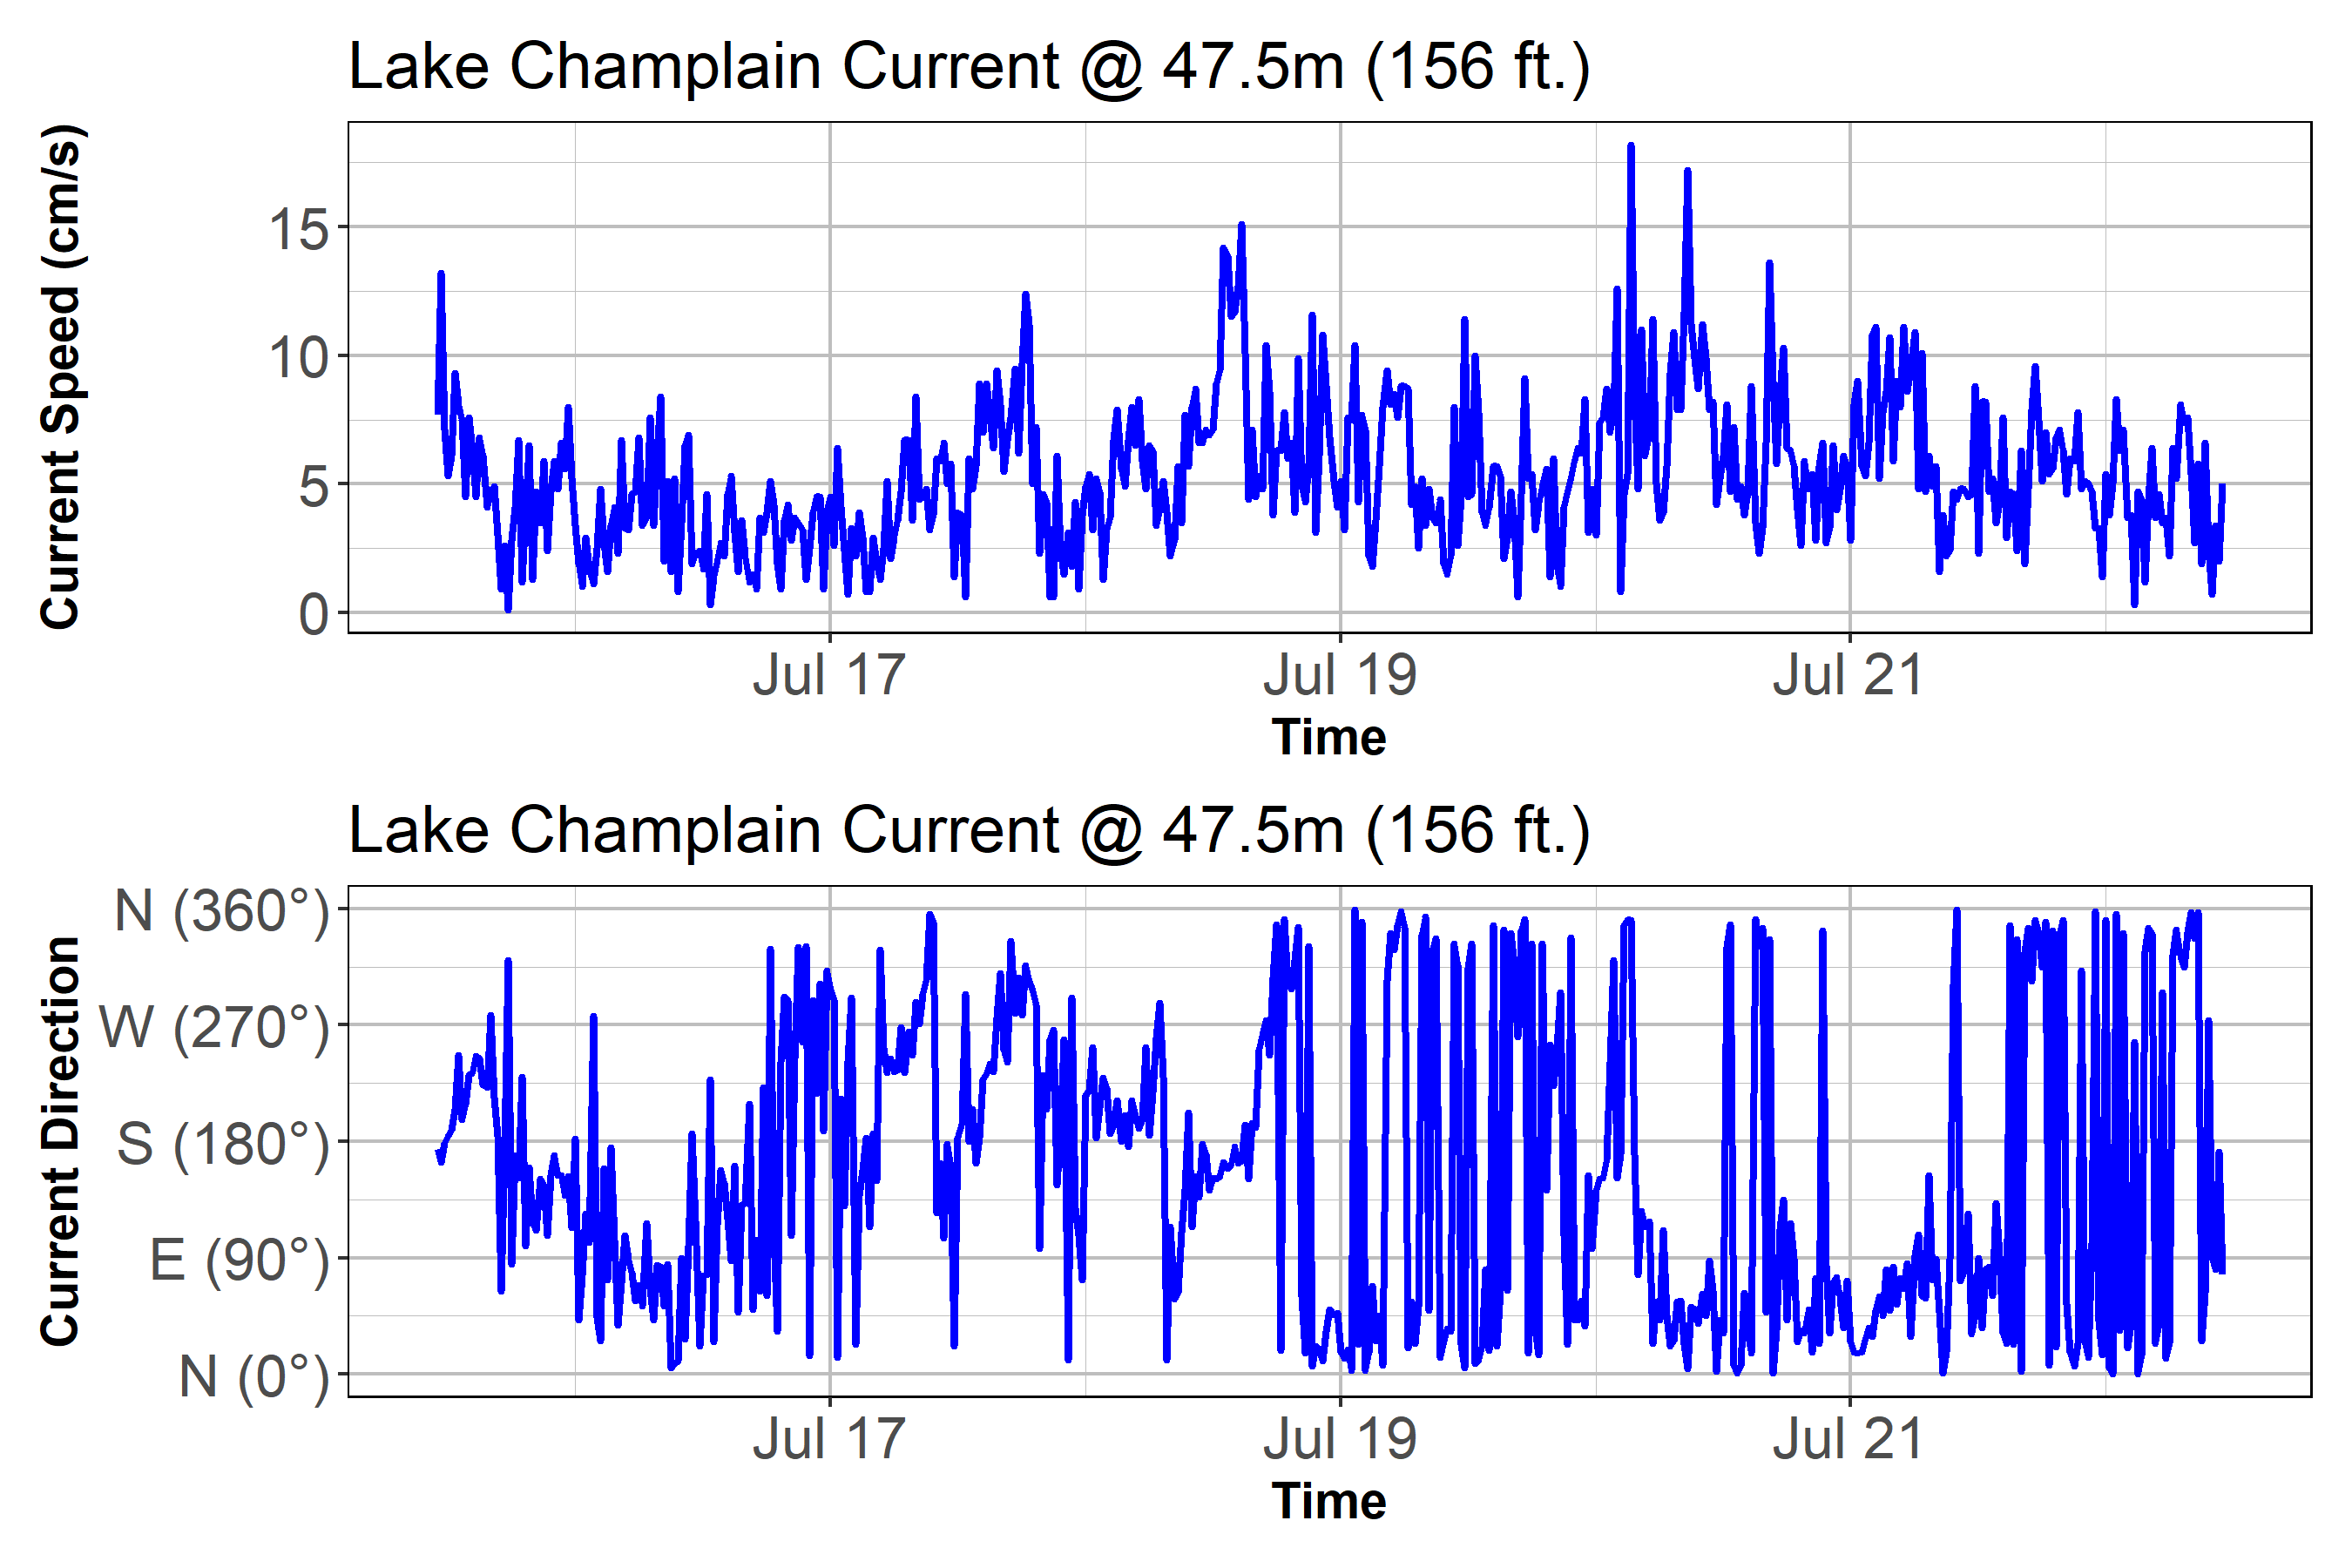 Lake Champlain Current @ 47.5m (156 ft.)
Current Speed (cm/s)
15
10
5
0
Jul 17 Jul 19 Jul 21
Time
Lake Champlain Current @ 47.5m (156 ft.)
Current Direction
N (360°)
W (270°)
S (180°)
E (90°)
N (0°)
Jul 17 Jul 19 Jul 21
Time